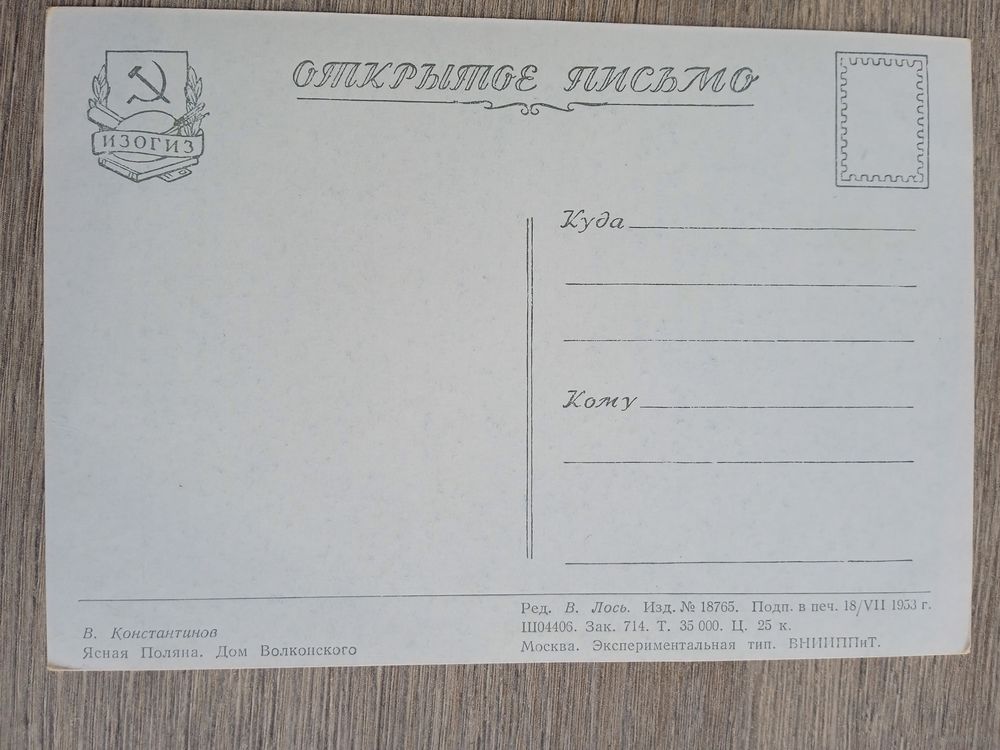 ОТКРЫТОЕ ПИСЬМО
ИЗОГИЗ
Куда
Кому
В. Константинов
Ясная Поляна. Дом Волконского
Ред. В. Лось. Изд. № 18765. Подп. в печ. 18/VII 1953 г.
Ш04406. Зак. 714. Т. 35 000. Ц. 25 к.
Москва. Экспериментальная тип. ВНИИППиТ.